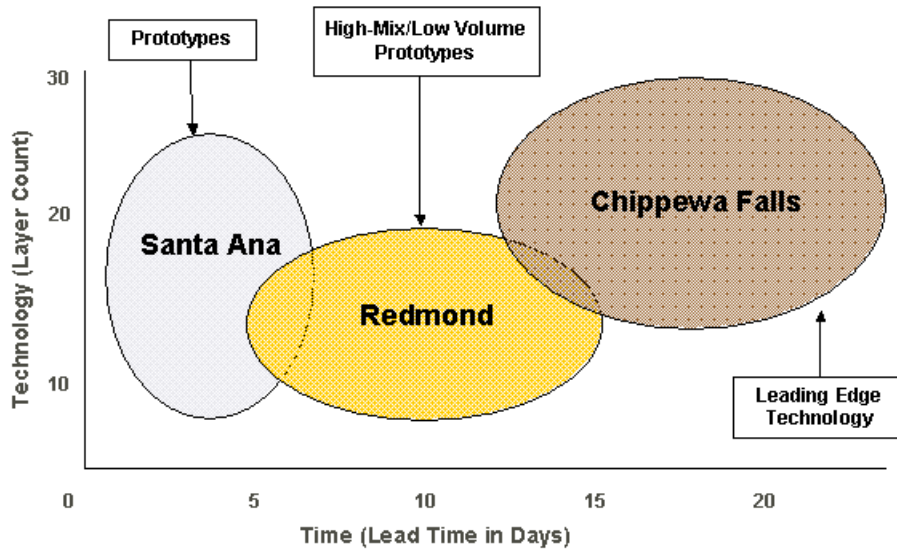 Prototypes
High-Mix/Low Volume
Prototypes
30
20
10
Technology (Layer Count)
Santa Ana
Redmond
Chippewa Falls
Leading Edge
Technology
0 5 10 15 20
Time (Lead Time in Days)